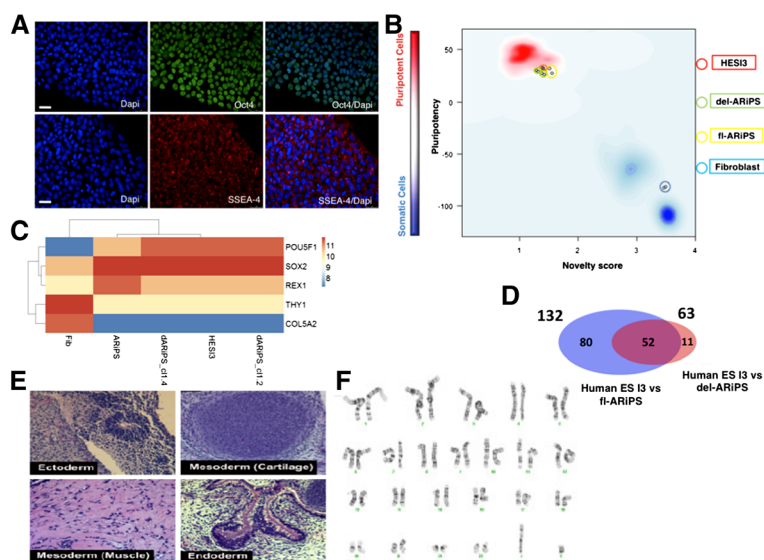 A
Dapi
Oct4
Oct4/Dapi
Dapi
SSEA-4
SSEA-4/Dapi
B
Pluripotent Cells
Somatic Cells
Pluripotency
50
0
-50
-100
1
2
3
4
Novelty score
HESI3
del-ARiPS
fl-ARiPS
Fibroblast
C
POU5F1
SOX2
REX1
THY1
COL5A2
11
10
9
8
Fib
ARiPS
dARiPS_cl1.4
HESI3
dARiPS_cl1.2
D
132
63
80
52
11
Human ES I3 vs
fl-ARiPS
Human ES I3 vs
del-ARiPS
E
Ectoderm
Mesoderm (Cartilage)
Mesoderm (Muscle)
Endoderm
F